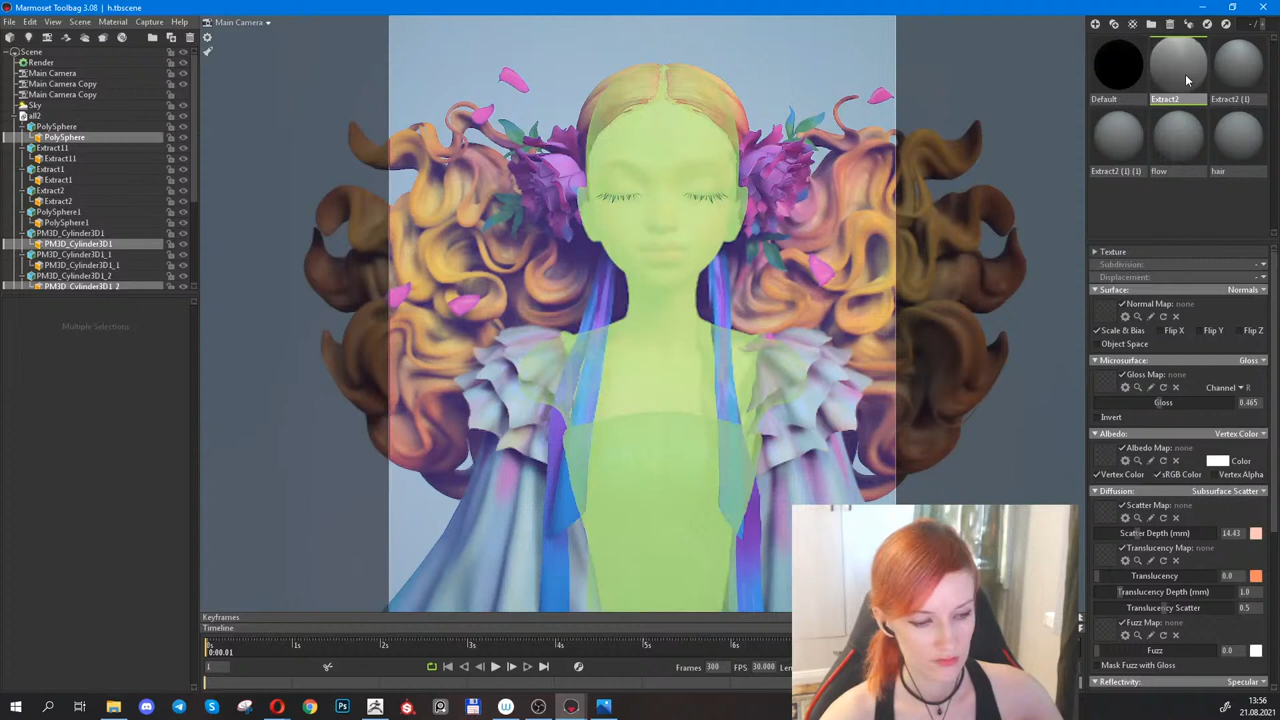 Marmoset Toolbag 3.08 | h.tbscene
File Edit View Scene Material Capture Help
Main Camera
- / -
Scene
Render
Main Camera
Main Camera Copy
Main Camera Copy
Sky
all2
PolySphere
PolySphere
Extract11
Extract11
Extract1
Extract1
Extract2
Extract2
PolySphere1
PolySphere1
PM3D_Cylinder3D1
PM3D_Cylinder3D1
PM3D_Cylinder3D1_1
PM3D_Cylinder3D1_1
PM3D_Cylinder3D1_2
PM3D_Cylinder3D1_2
Multiple Selections
Default Extract2 Extract2 (1)
Extract2 (1) (1) flow hair
Texture
Subdivision: -
Displacement: -
Surface: Normals
Normal Map: none
Scale & Bias Flip X Flip Y Flip Z
Object Space
Microsurface: Gloss
Gloss Map: none
Channel R
Gloss 0.465
Invert
Albedo: Vertex Color
Albedo Map: none
Color
Vertex Color sRGB Color Vertex Alpha
Diffusion: Subsurface Scatter
Scatter Map: none
Scatter Depth (mm) 14.43
Translucency Map: none
Translucency 0.0
Translucency Depth (mm) 1.0
Translucency Scatter 0.5
Fuzz Map: none
Fuzz 0.0
Mask Fuzz with Gloss
Reflectivity: Specular
Keyframes
Timeline
0s 1s 2s 3s 4s 5s 6s
0:00.01
1
Frames 300 FPS 30.000
Ps
13:56
21.08.2021